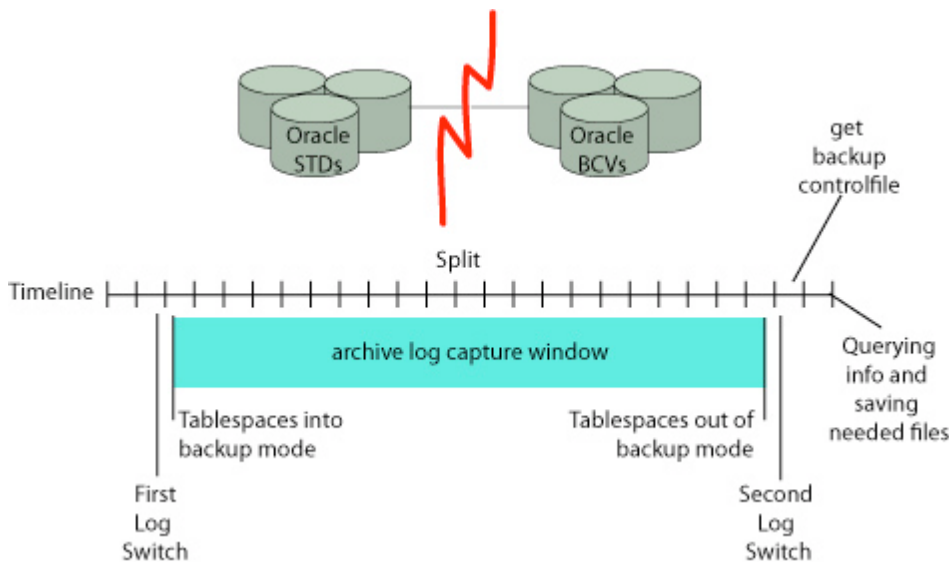 Oracle
STDs
Oracle
BCVs
get
backup
controlfile
Split
Timeline
archive log capture window
Querying
info and
saving
needed files
Tablespaces into
backup mode
Tablespaces out of
backup mode
First
Log
Switch
Second
Log
Switch